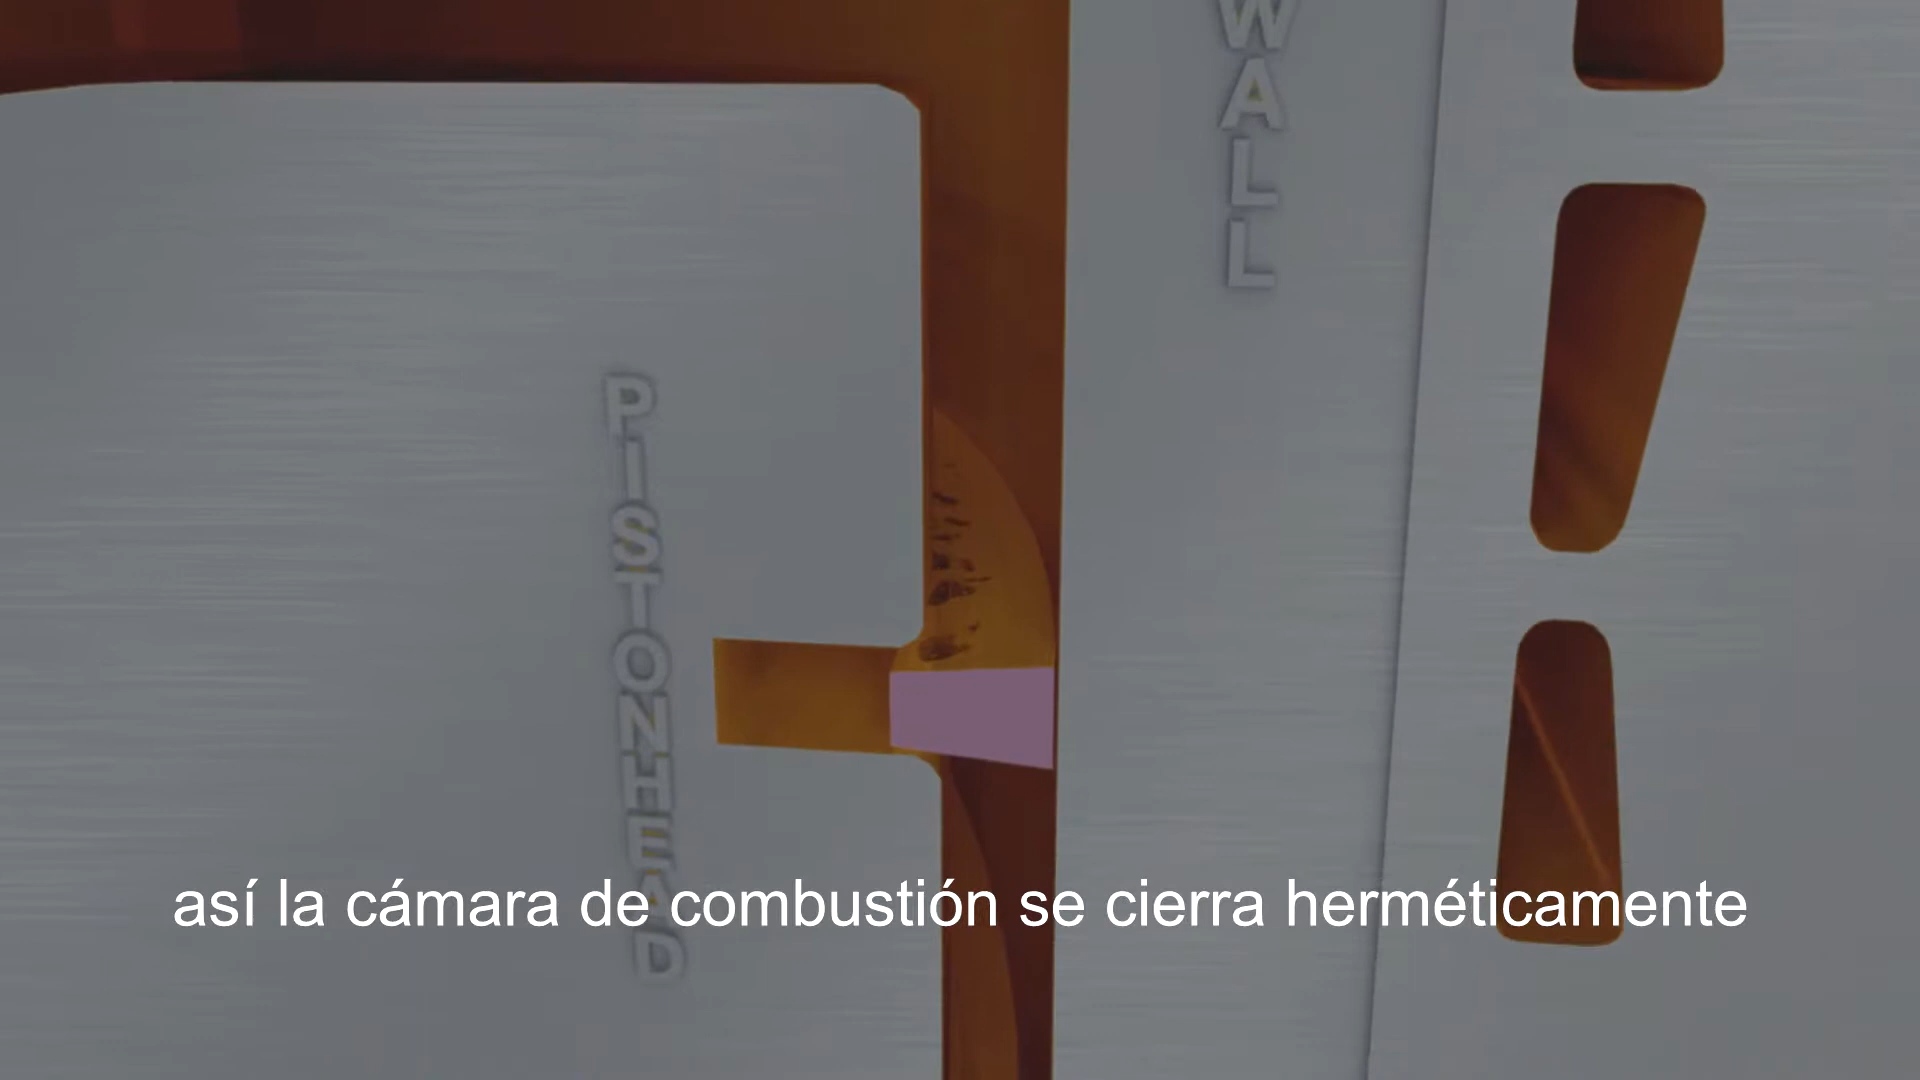 WALL
PISTONHEAD
así la cámara de combustión se cierra herméticamente